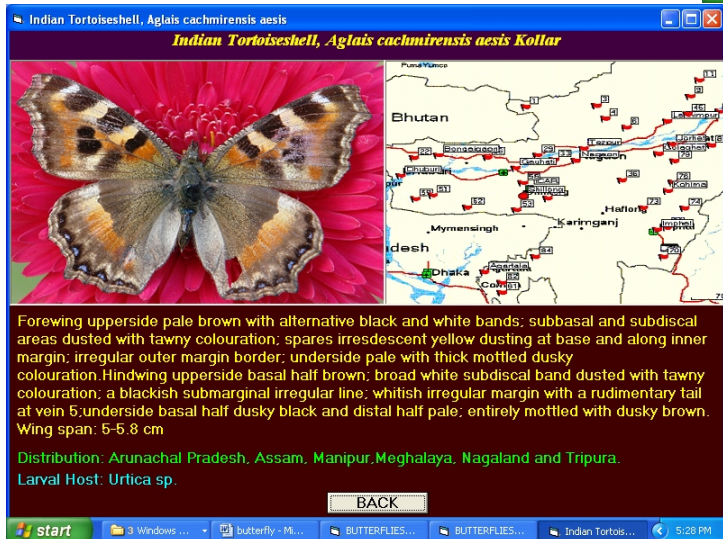 Indian Tortoiseshell, Aglais cachmirensis aesis
Indian Tortoiseshell, Aglais cachmirensis aesis Kollar
Bhutan
Tezpur
Bongaigaon
Gauhati
Nagaon
Dhuburi
Kohima
Haflong
Imphal
Mymensingh
Karimganj
desh
Agartala
Dhaka
Forewing upperside pale brown with alternative black and white bands; subbasal and subdiscal
areas dusted with tawny colouration; spares irresdescent yellow dusting at base and along inner
margin; irregular outer margin border; underside pale with thick mottled dusky
colouration.Hindwing upperside basal half brown; broad white subdiscal band dusted with tawny
colouration; a blackish submarginal irregular line; whitish irregular margin with a rudimentary tail
at vein 5;underside basal half dusky black and distal half pale; entirely mottled with dusky brown.
Wing span: 5-5.8 cm
Distribution: Arunachal Pradesh, Assam, Manipur,Meghalaya, Nagaland and Tripura.
Larval Host: Urtica sp.
BACK
start
3 Windows ...
butterfly - Mi...
BUTTERFLIES...
BUTTERFLIES...
Indian Tortois...
5:28 PM